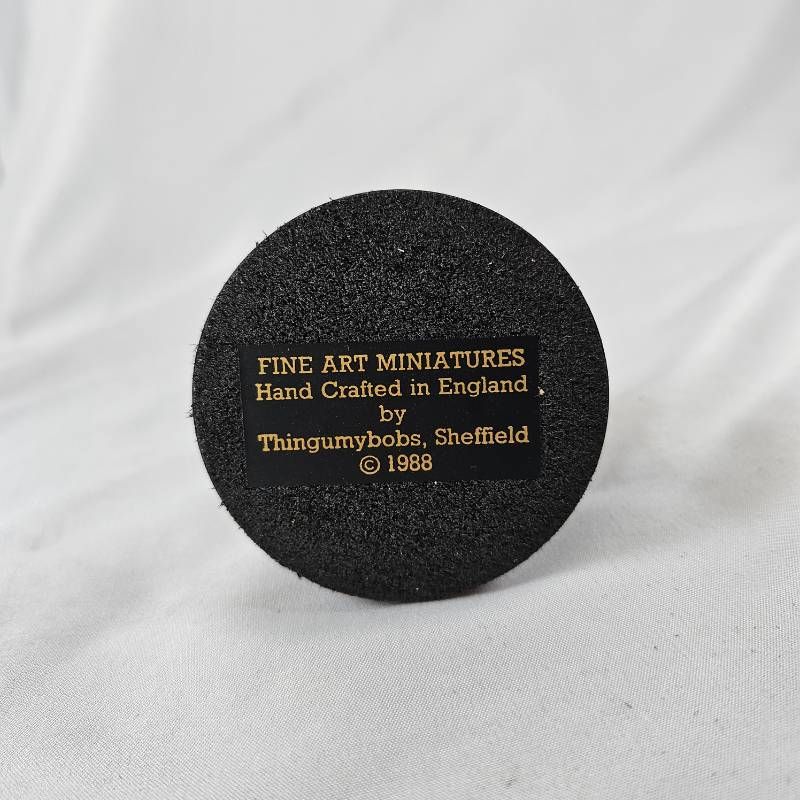 FINE ART MINIATURES
Hand Crafted in England
by
Thingumybobs, Sheffield
© 1988